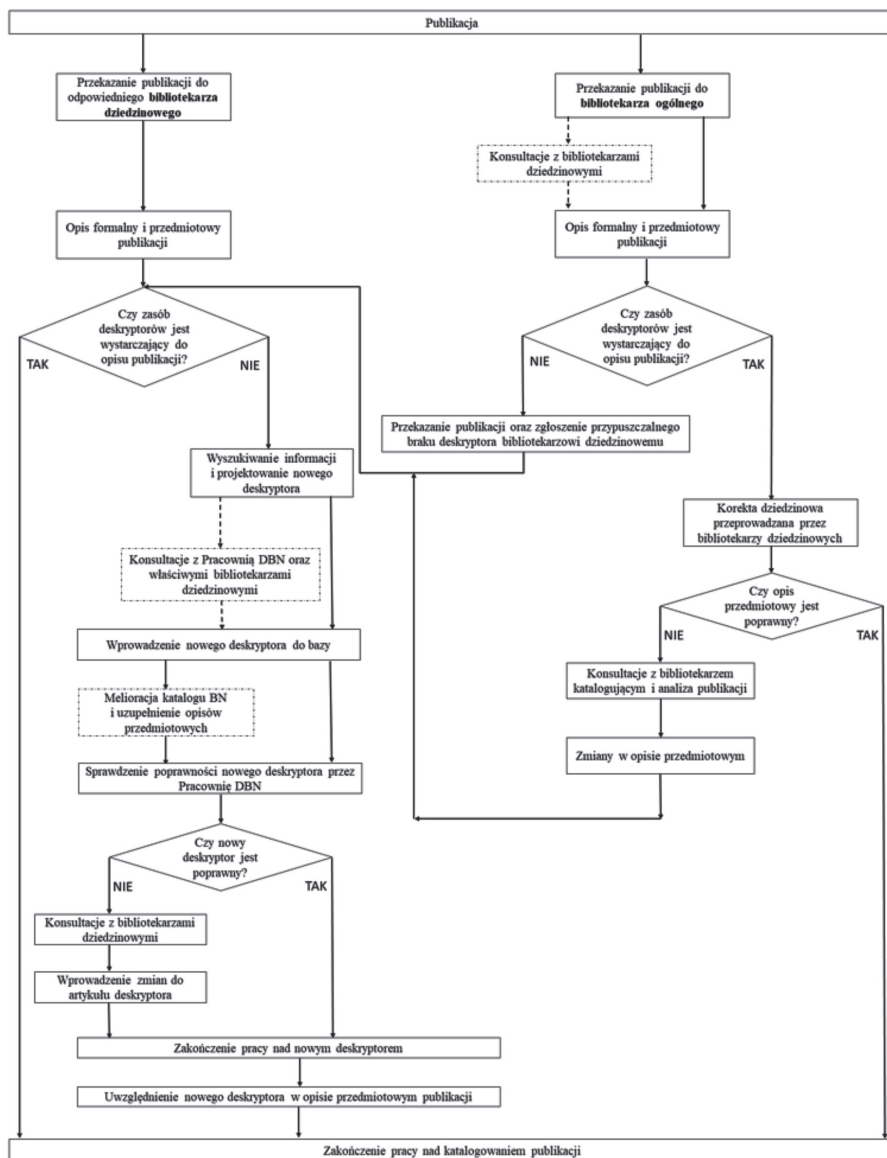 Publikacja
Przekazanie publikacji do
odpowiedniego bibliotekarza
dziedzinowego
Przekazanie publikacji do
bibliotekarza ogólnego
Konsultacje z bibliotekarzami
dziedzinowymi
Opis formalny i przedmiotowy
publikacji
Opis formalny i przedmiotowy
publikacji
Czy zasób
deskryptorów jest
wystarczający do
opisu publikacji?
TAK
NIE
Czy zasób
deskryptorów jest
wystarczający do
opisu publikacji?
NIE
TAK
Przekazanie publikacji oraz zgłoszenie przypuszczalnego
braku deskryptora bibliotekarzowi dziedzinowemu
Wyszukiwanie informacji
i projektowanie nowego
deskryptora
Korekta dziedzinowa
przeprowadzana przez
bibliotekarzy dziedzinowych
Konsultacje z Pracownią DBN oraz
właściwymi bibliotekarzami
dziedzinowymi
Czy opis
przedmiotowy jest
poprawny?
NIE
TAK
Wprowadzenie nowego deskryptora do bazy
Konsultacje z bibliotekarzem
katalogującym i analiza publikacji
Melioracja katalogu BN
i uzupełnienie opisów
przedmiotowych
Zmiany w opisie przedmiotowym
Sprawdzenie poprawności nowego deskryptora przez
Pracownię DBN
Czy nowy
deskryptor jest
poprawny?
NIE
TAK
Konsultacje z bibliotekarzami
dziedzinowymi
Wprowadzenie zmian do
artykułu deskryptora
Zakończenie pracy nad nowym deskryptorem
Uwzględnienie nowego deskryptora w opisie przedmiotowym publikacji
Zakończenie pracy nad katalogowaniem publikacji